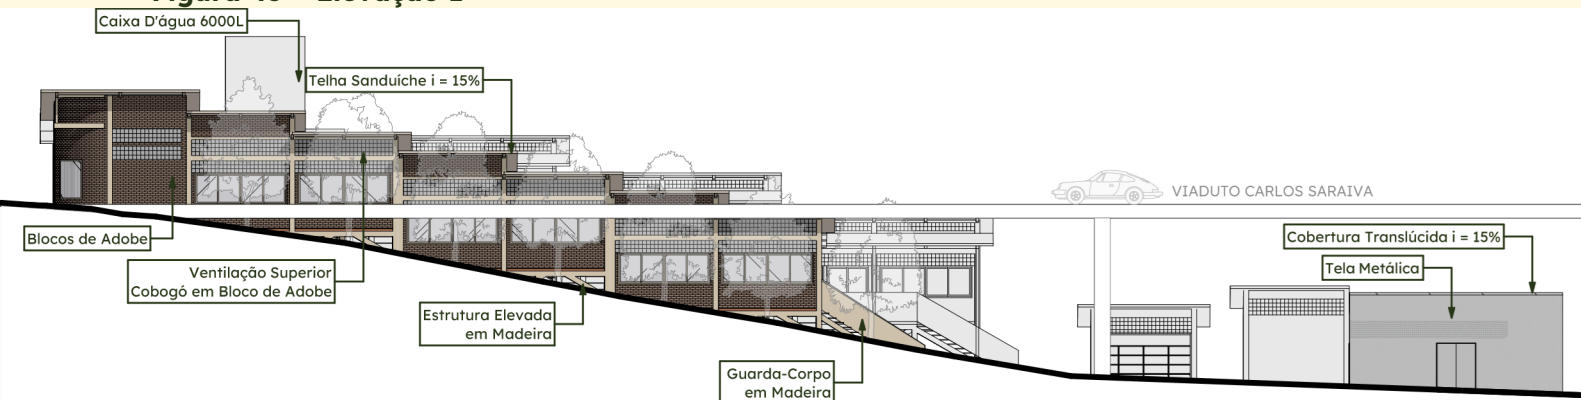 Caixa D'água 6000L
Telha Sanduíche i = 15%
VIADUTO CARLOS SARAIVA
Blocos de Adobe
Cobertura Translúcida i = 15%
Ventilação Superior
Cobogó em Bloco de Adobe
Tela Metálica
Estrutura Elevada
em Madeira
Guarda-Corpo
em Madeira